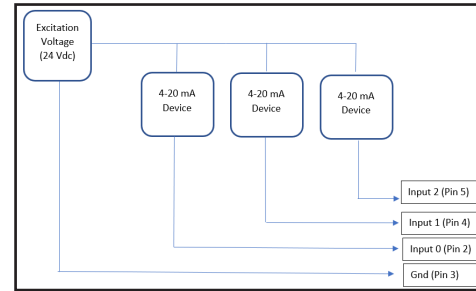 Excitation
Voltage
(24 Vdc)
4-20 mA
Device
4-20 mA
Device
4-20 mA
Device
Input 2 (Pin 5)
Input 1 (Pin 4)
Input 0 (Pin 2)
Gnd (Pin 3)